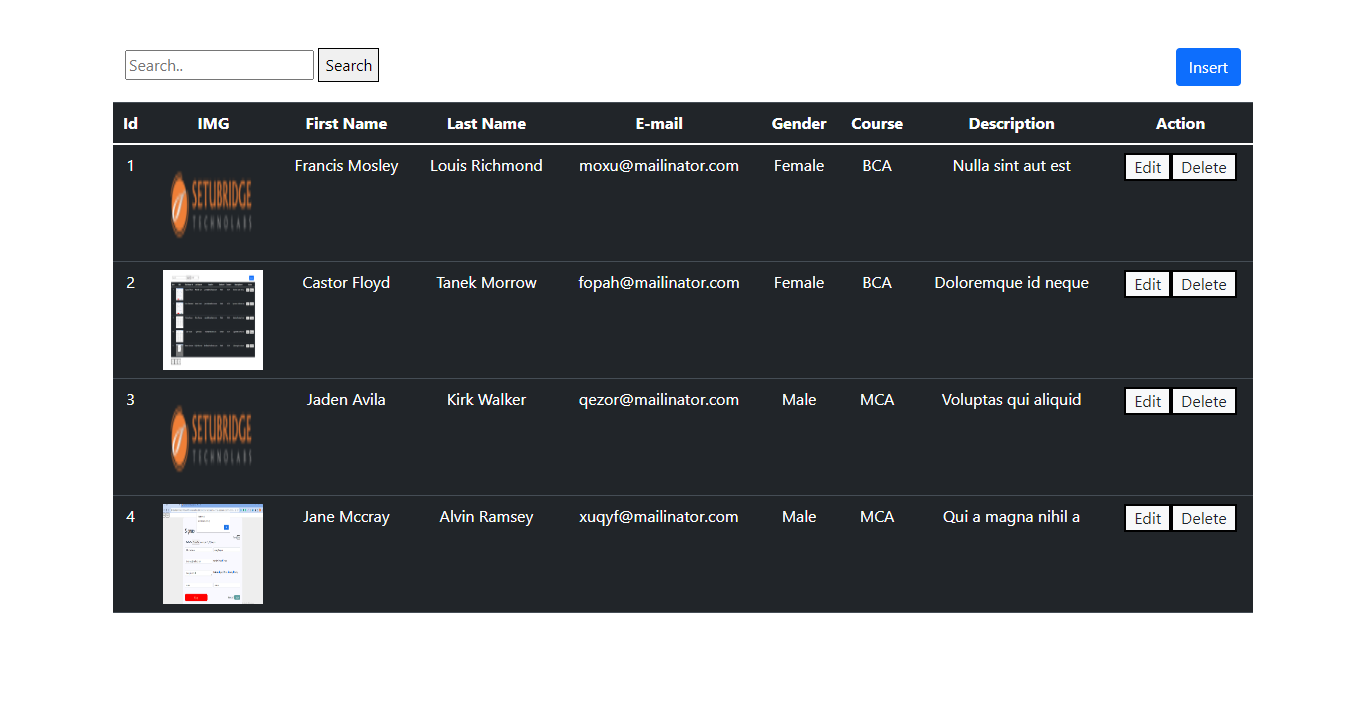 Search.. Search Insert
Id IMG First Name Last Name E-mail Gender Course Description Action
1 Francis Mosley Louis Richmond moxu@mailinator.com Female BCA Nulla sint aut est Edit Delete
SETUBRIDGE
TECHNOLABS
2 Castor Floyd Tanek Morrow fopah@mailinator.com Female BCA Doloremque id neque Edit Delete
3 Jaden Avila Kirk Walker qezor@mailinator.com Male MCA Voluptas qui aliquid Edit Delete
SETUBRIDGE
TECHNOLABS
4 Jane Mccray Alvin Ramsey xuqyf@mailinator.com Male MCA Qui a magna nihil a Edit Delete